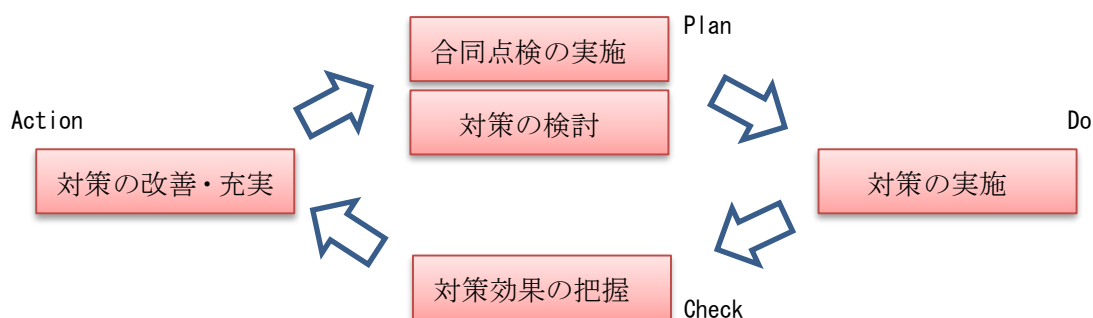 Plan
合同点検の実施
対策の検討
Do
対策の実施
Check
対策効果の把握
Action
対策の改善・充実